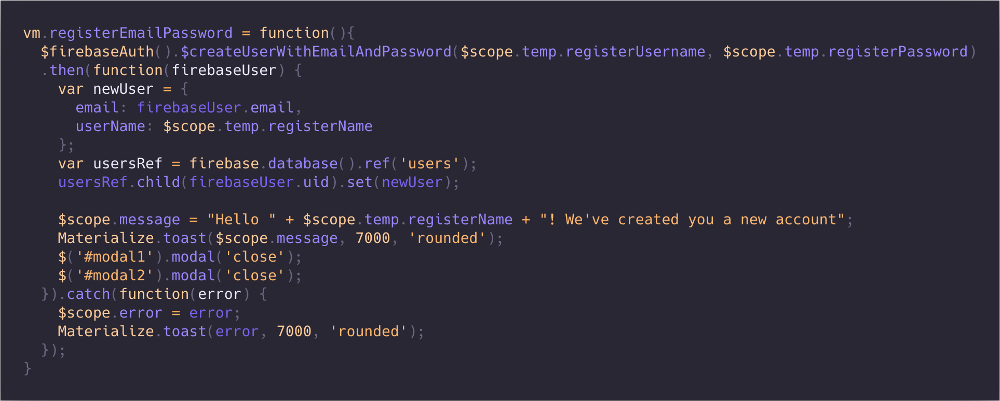 vm.registerEmailPassword = function(){
  $firebaseAuth().$createUserWithEmailAndPassword($scope.temp.registerUsername, $scope.temp.registerPassword)
  .then(function(firebaseUser) {
    var newUser = {
      email: firebaseUser.email,
      userName: $scope.temp.registerName
    };
    var usersRef = firebase.database().ref('users');
    usersRef.child(firebaseUser.uid).set(newUser);

    $scope.message = "Hello " + $scope.temp.registerName + "! We've created you a new account";
    Materialize.toast($scope.message, 7000, 'rounded');
    $('#modal1').modal('close');
    $('#modal2').modal('close');
  }).catch(function(error) {
    $scope.error = error;
    Materialize.toast(error, 7000, 'rounded');
  });
}